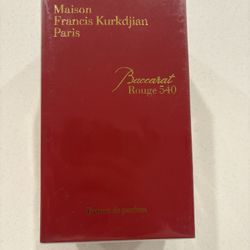 Maison
Francis Kurkdjian
Paris
Baccarat
Rouge 540
Extrait de parfum